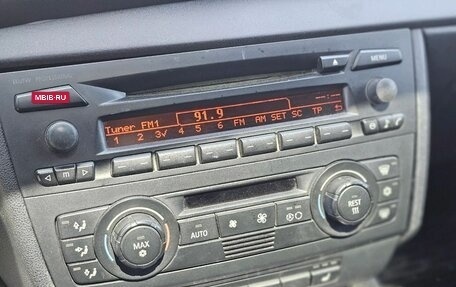 MBIB.RU
MENU
91.9
Tuner FM1
1 2 3✓ 4 5 6 FM AM SET SC TP
m
MAX
AUTO
REST